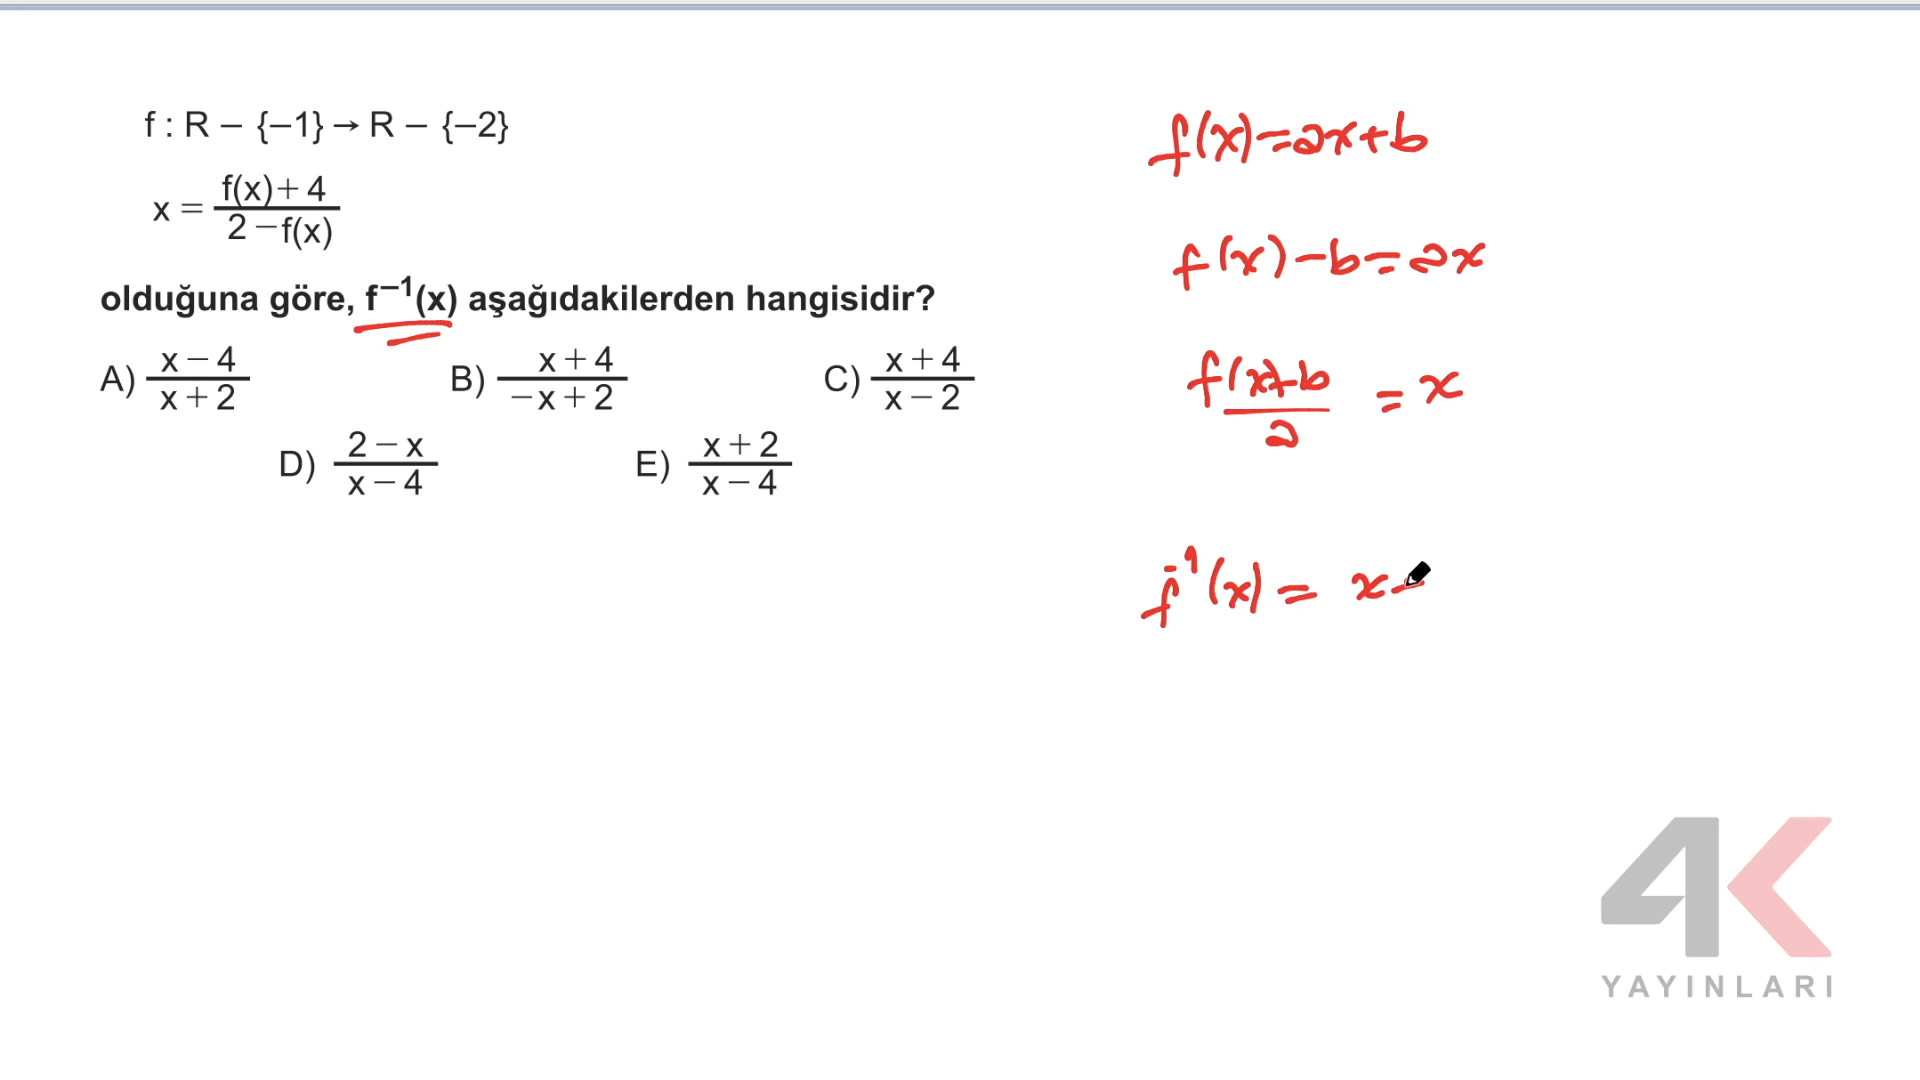 f : R – {–1} → R – {–2}
x = (f(x) + 4) / (2 – f(x))
olduğuna göre, f⁻¹(x) aşağıdakilerden hangisidir?
A) (x – 4) / (x + 2) B) (x + 4) / (–x + 2) C) (x + 4) / (x – 2)
D) (2 – x) / (x – 4) E) (x + 2) / (x – 4)
f(x) = 2x + b
f(x) – b = 2x
(f(x) – b) / 2 = x
f⁻¹(x) = x –
4K
YAYINLARI